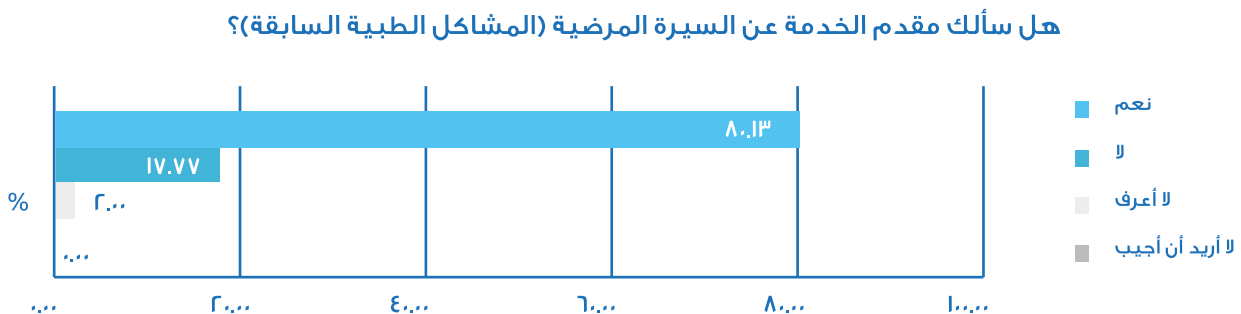 هل سألك مقدم الخدمة عن السيرة المرضية (المشاكل الطبية السابقة)؟
نعم
٨٠.١٣
لا
١٧.٧٧
لا أعرف
٢.٠٠
%
لا أريد أن أجيب
٠.٠٠
٠.٠٠ ٢٠.٠٠ ٤٠.٠٠ ٦٠.٠٠ ٨٠.٠٠ ١٠٠.٠٠